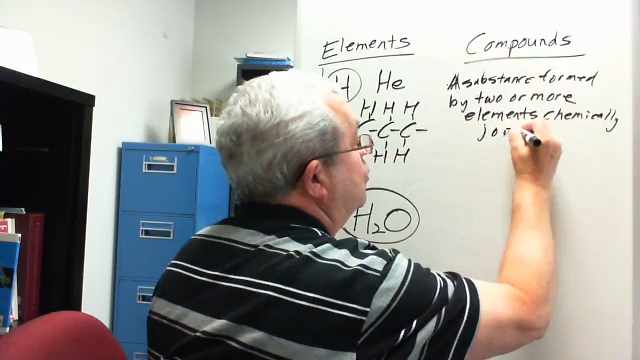 Elements
H He
H H H
C-C-C-
H H
H₂O
Compounds
A substance formed
by two or more
elements chemically
jo